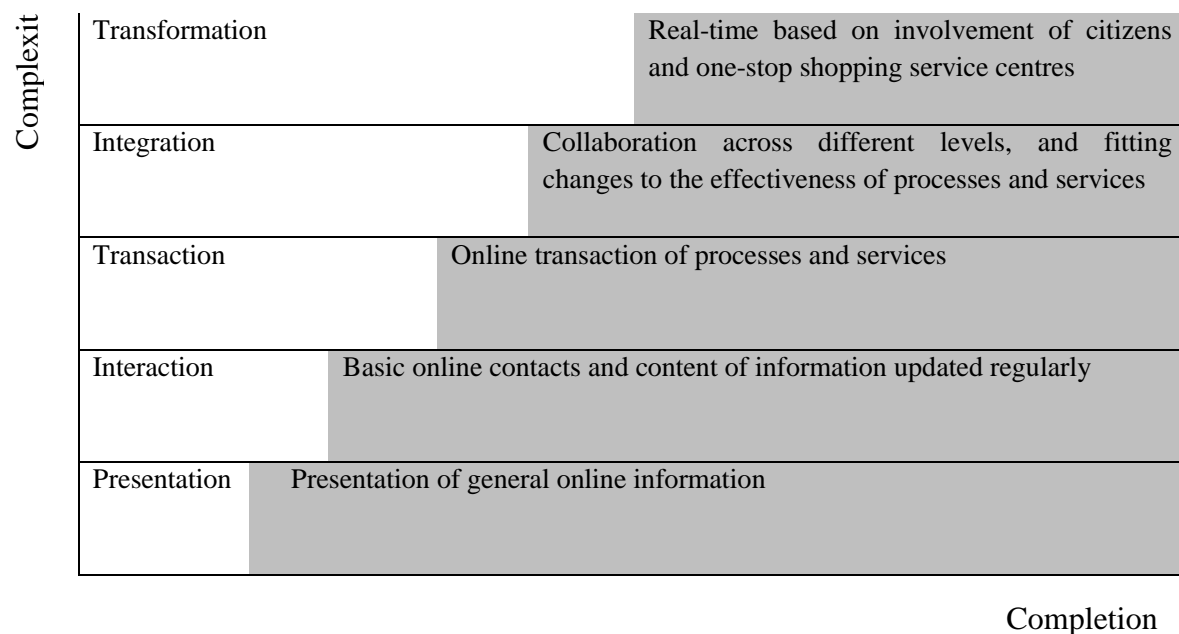 Complexit
Transformation
Real-time based on involvement of citizens
and one-stop shopping service centres
Integration
Collaboration across different levels, and fitting
changes to the effectiveness of processes and services
Transaction
Online transaction of processes and services
Interaction
Basic online contacts and content of information updated regularly
Presentation
Presentation of general online information
Completion